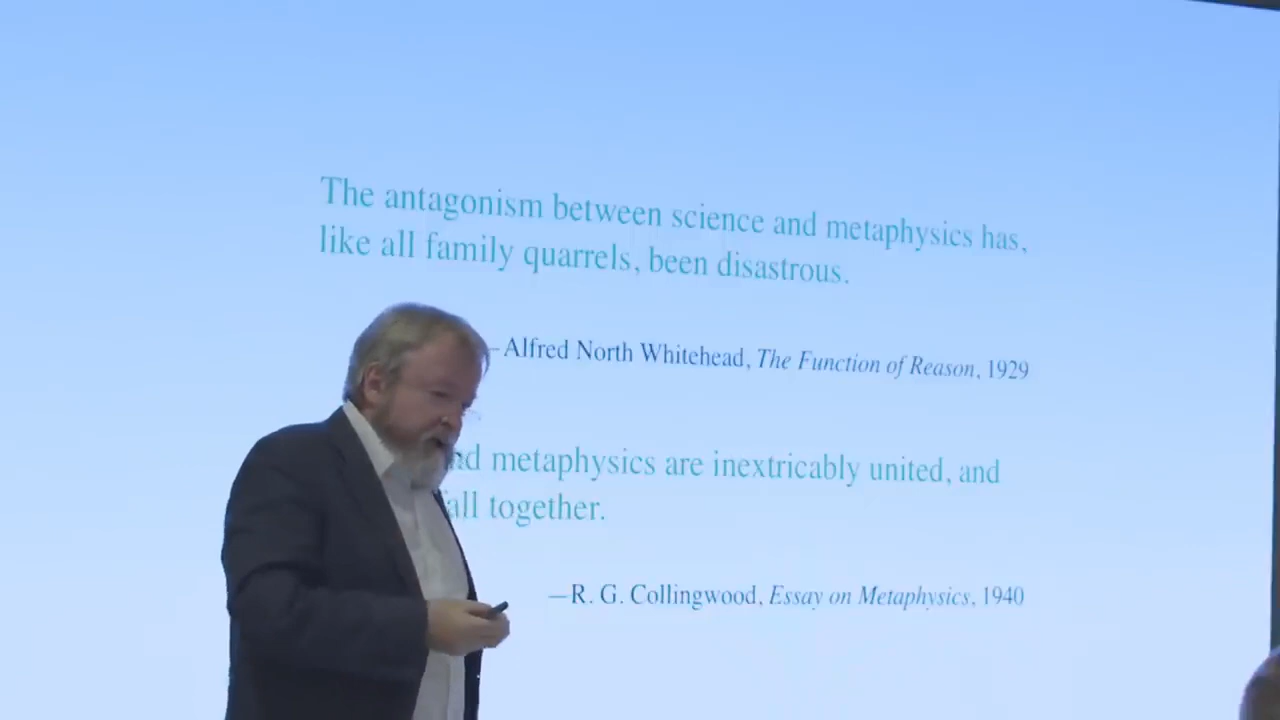 The antagonism between science and metaphysics has,
like all family quarrels, been disastrous.
—Alfred North Whitehead, The Function of Reason, 1929
metaphysics are inextricably united, and
together.
—R. G. Collingwood, Essay on Metaphysics, 1940